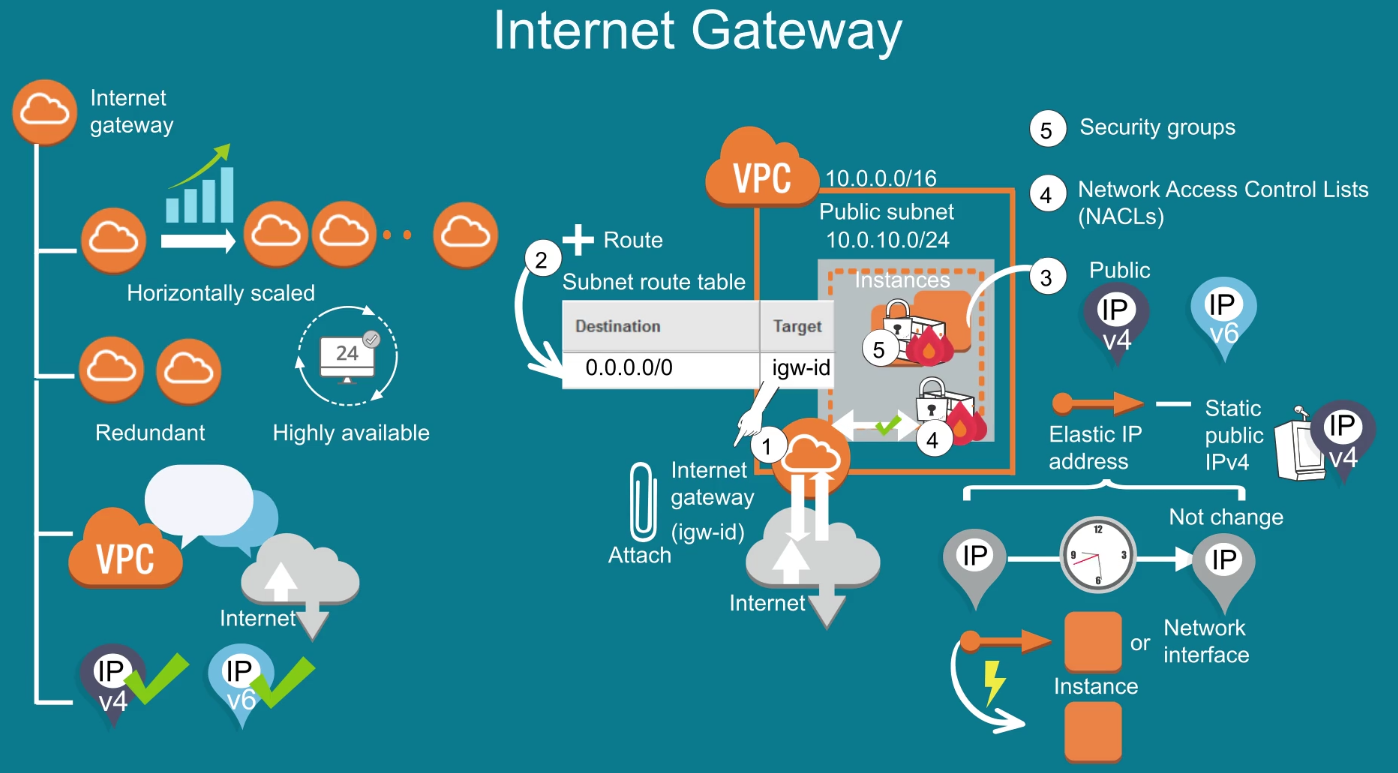 Internet Gateway
Internet
gateway
Horizontally scaled
24
Redundant
Highly available
VPC
Internet
IP
v4
IP
v6
2
Route
Subnet route table
Destination
Target
0.0.0.0/0
igw-id
VPC
10.0.0.0/16
Public subnet
10.0.10.0/24
Instances
5
4
1
Internet
gateway
(igw-id)
Attach
Internet
5
Security groups
4
Network Access Control Lists
(NACLs)
3
Public
IP
v4
IP
v6
Elastic IP
address
Static
public
IPv4
IP
v4
Not change
IP
12
9
3
6
IP
Instance
or
Network
interface